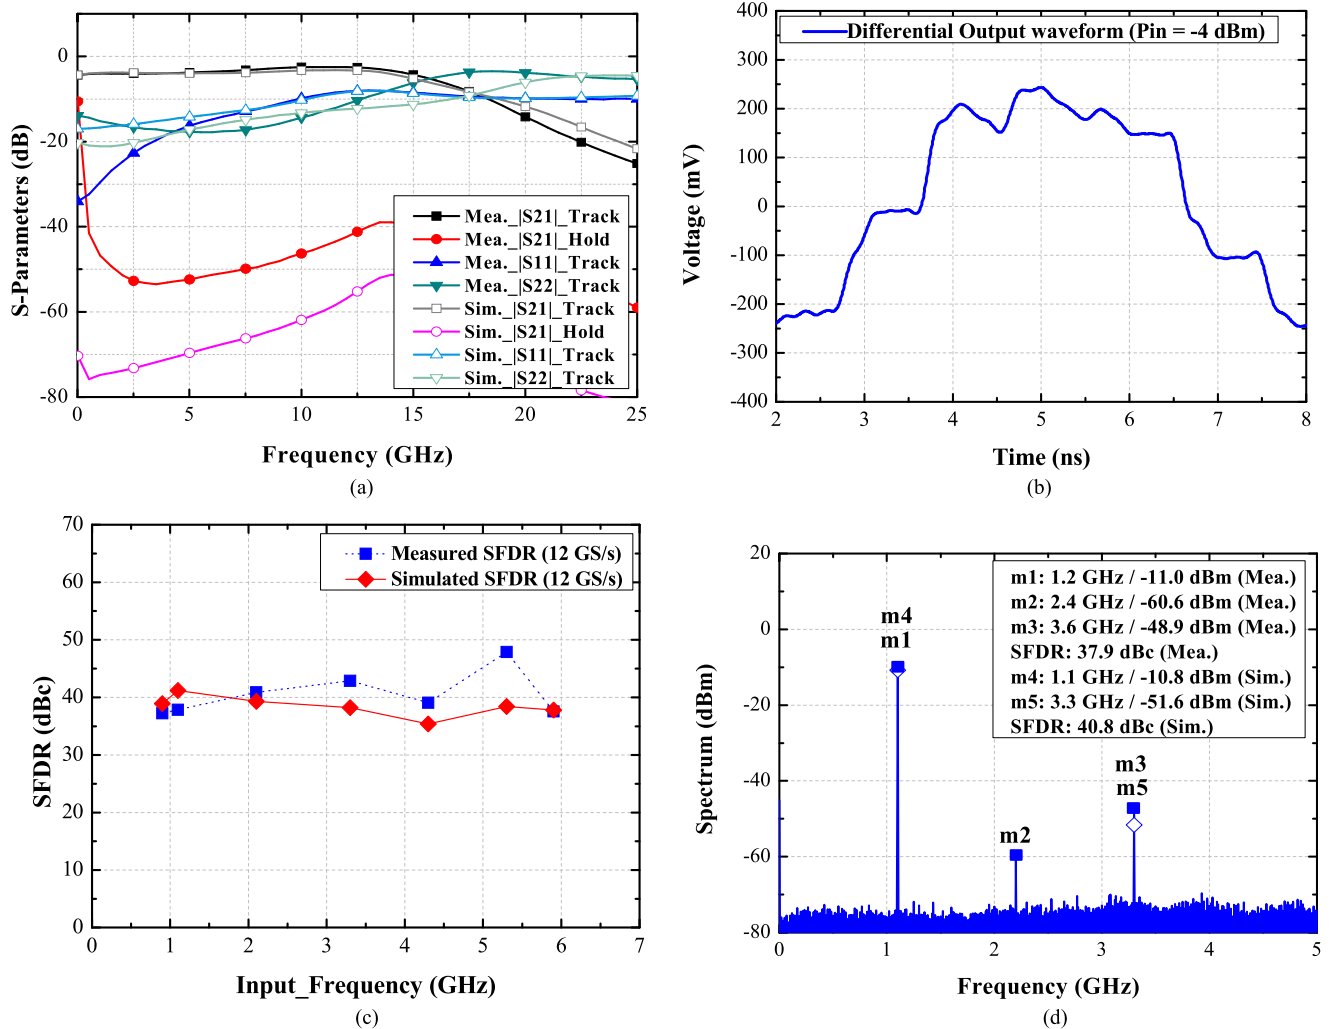 0
-20
-40
-60
-80
S-Parameters (dB)
Mea._|S21|_Track
Mea._|S21|_Hold
Mea._|S11|_Track
Mea._|S22|_Track
Sim._|S21|_Track
Sim._|S21|_Hold
Sim._|S11|_Track
Sim._|S22|_Track
0 5 10 15 20 25
Frequency (GHz)
(a)
400
300
200
100
0
-100
-200
-300
-400
Voltage (mV)
Differential Output waveform (Pin = -4 dBm)
2 3 4 5 6 7 8
Time (ns)
(b)
70
60
50
40
30
20
10
0
SFDR (dBc)
Measured SFDR (12 GS/s)
Simulated SFDR (12 GS/s)
0 1 2 3 4 5 6 7
Input_Frequency (GHz)
(c)
20
0
-20
-40
-60
-80
Spectrum (dBm)
m1: 1.2 GHz / -11.0 dBm (Mea.)
m2: 2.4 GHz / -60.6 dBm (Mea.)
m3: 3.6 GHz / -48.9 dBm (Mea.)
SFDR: 37.9 dBc (Mea.)
m4: 1.1 GHz / -10.8 dBm (Sim.)
m5: 3.3 GHz / -51.6 dBm (Sim.)
SFDR: 40.8 dBc (Sim.)
m4
m1
m2
m3
m5
0 1 2 3 4 5
Frequency (GHz)
(d)